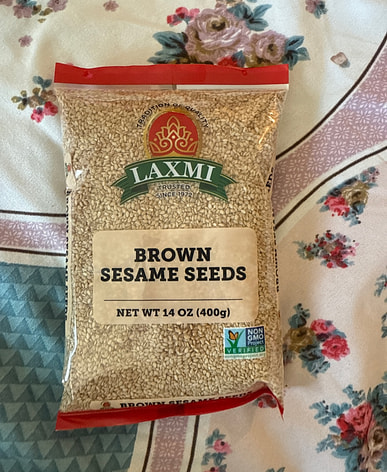 TRADITION OF QUALITY
LAXMI
TRUSTED
SINCE 1972
BROWN
SESAME SEEDS
NET WT 14 OZ (400g)
NON
GMO
Project
VERIFIED
BROWN SESAME SEE